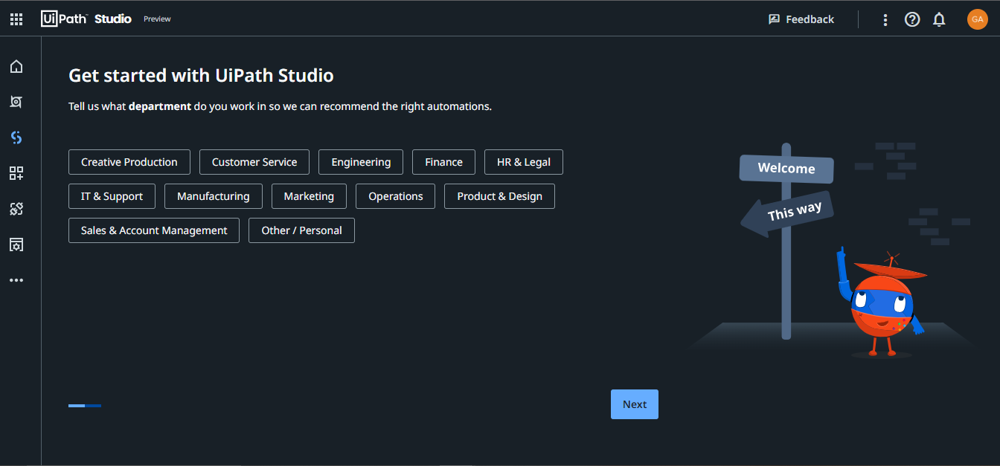 UiPath Studio Preview Feedback GA
Get started with UiPath Studio
Tell us what department do you work in so we can recommend the right automations.
Creative Production Customer Service Engineering Finance HR & Legal
IT & Support Manufacturing Marketing Operations Product & Design
Sales & Account Management Other / Personal
Welcome
This way
Next